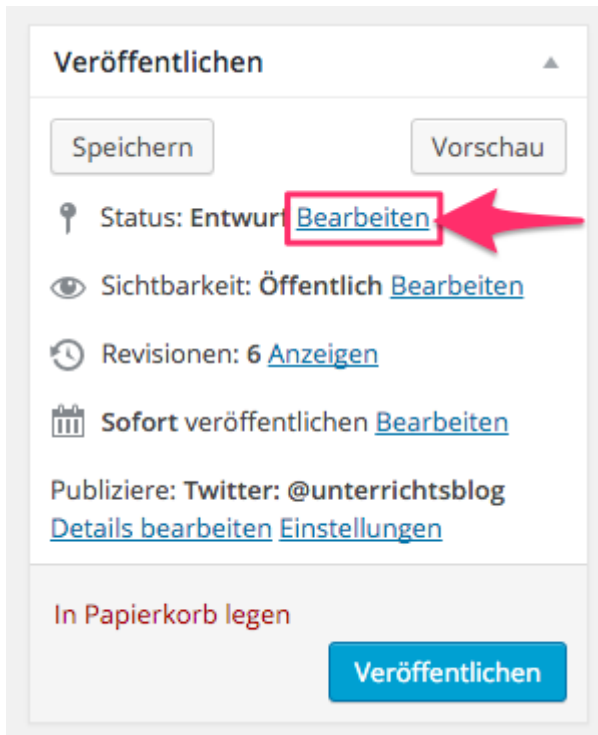 Veröffentlichen
Speichern Vorschau
Status: Entwurf Bearbeiten
Sichtbarkeit: Öffentlich Bearbeiten
Revisionen: 6 Anzeigen
Sofort veröffentlichen Bearbeiten
Publiziere: Twitter: @unterrichtsblog
Details bearbeiten Einstellungen
In Papierkorb legen
Veröffentlichen